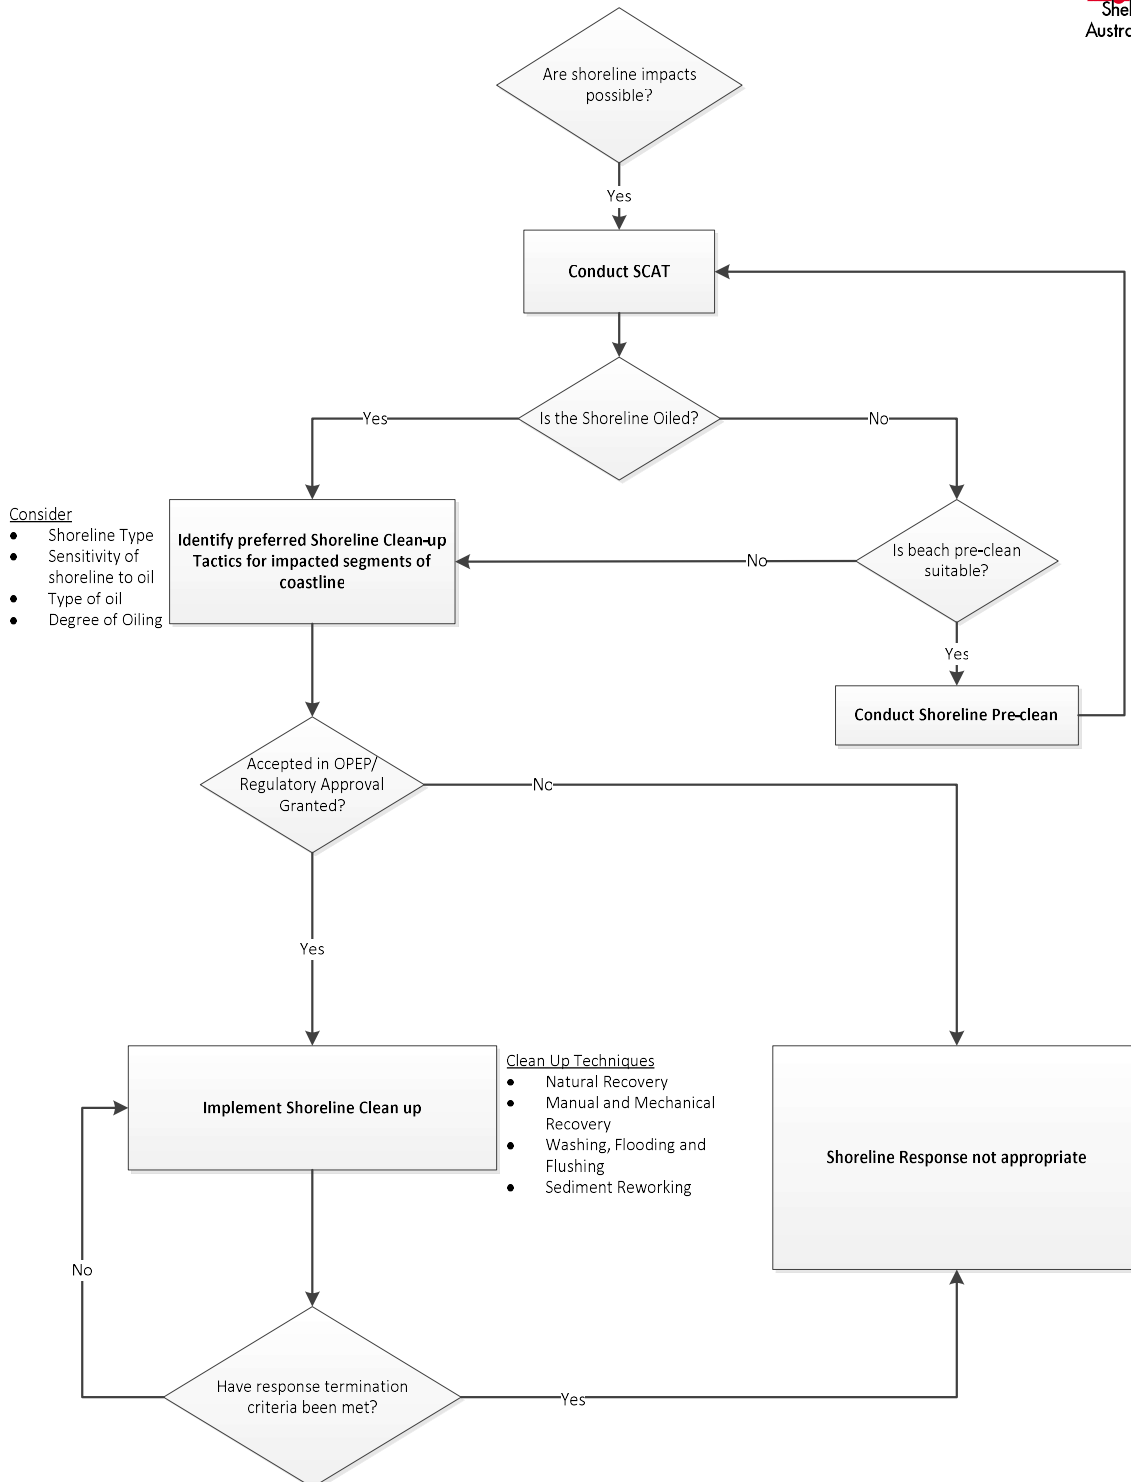 Shel
Austra
Are shoreline impacts
possible?
Yes
Conduct SCAT
Is the Shoreline Oiled?
Yes
No
Consider
● Shoreline Type
● Sensitivity of
shoreline to oil
● Type of oil
● Degree of Oiling
Identify preferred Shoreline Clean-up
Tactics for impacted segments of
coastline
No
Is beach pre-clean
suitable?
Yes
Conduct Shoreline Pre-clean
Accepted in OPEP/
Regulatory Approval
Granted?
No
Yes
Implement Shoreline Clean up
Clean Up Techniques
● Natural Recovery
● Manual and Mechanical
Recovery
● Washing, Flooding and
Flushing
● Sediment Reworking
Shoreline Response not appropriate
No
Have response termination
criteria been met?
Yes